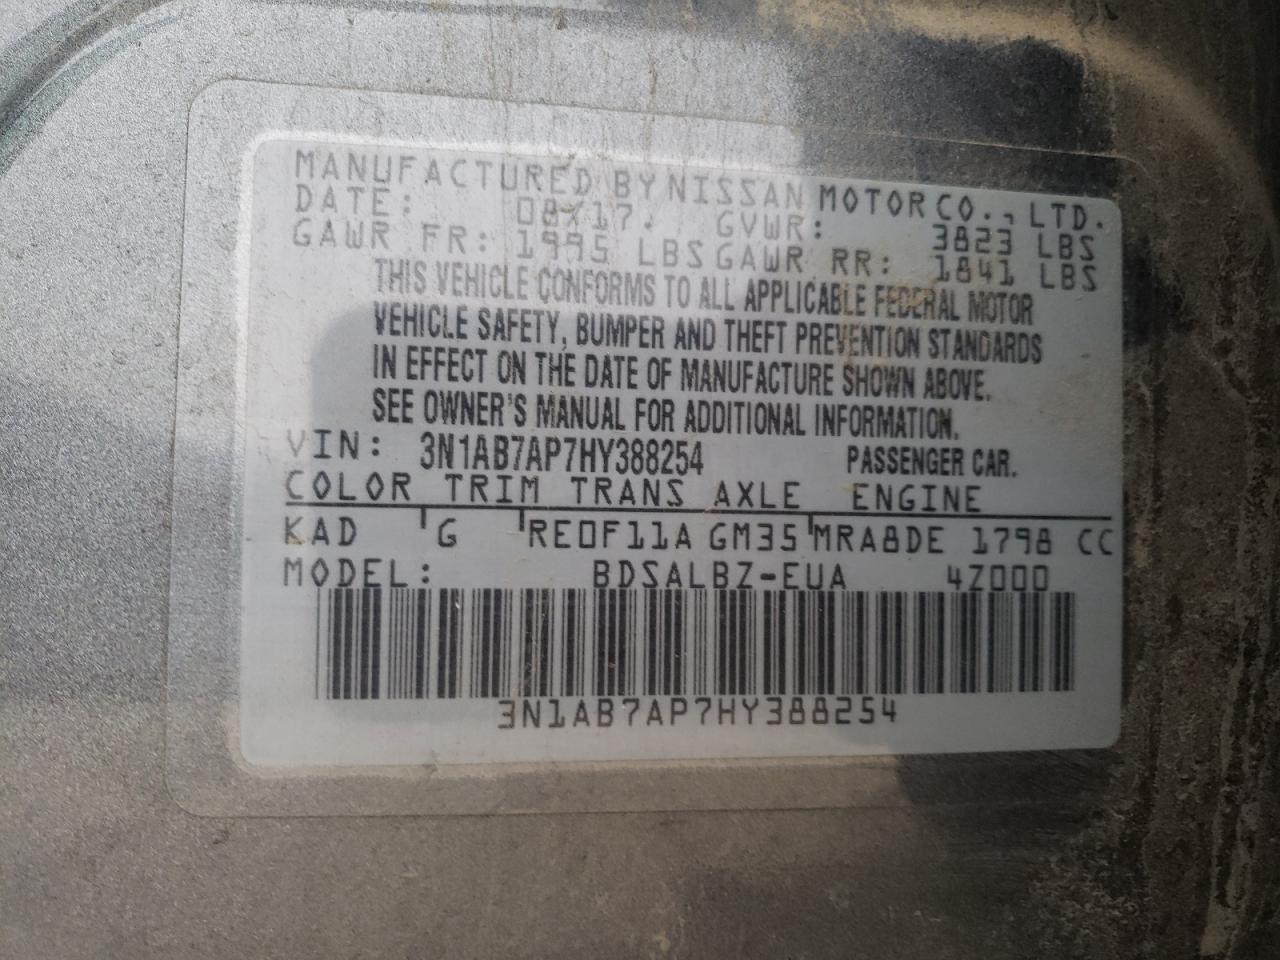 MANUFACTURED BY NISSAN MOTOR CO., LTD.
DATE: 08/17. GVWR: 3823 LBS
GAWR FR: 1995 LBS GAWR RR: 1841 LBS
THIS VEHICLE CONFORMS TO ALL APPLICABLE FEDERAL MOTOR
VEHICLE SAFETY, BUMPER AND THEFT PREVENTION STANDARDS
IN EFFECT ON THE DATE OF MANUFACTURE SHOWN ABOVE.
SEE OWNER'S MANUAL FOR ADDITIONAL INFORMATION.
VIN: 3N1AB7AP7HY388254 PASSENGER CAR.
COLOR TRIM TRANS AXLE ENGINE
KAD G RE0F11A GM35 MRA8DE 1798 CC
MODEL: BDSALBZ-EUA 4Z000
3N1AB7AP7HY388254